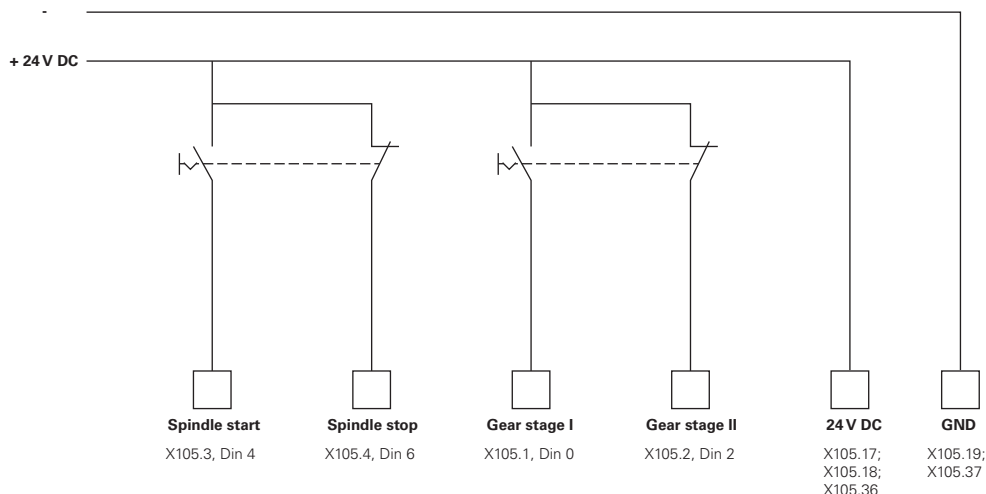 -
+ 24 V DC
Spindle start
Spindle stop
Gear stage I
Gear stage II
24 V DC
GND
X105.3, Din 4
X105.4, Din 6
X105.1, Din 0
X105.2, Din 2
X105.17;
X105.18;
X105.36
X105.19;
X105.37